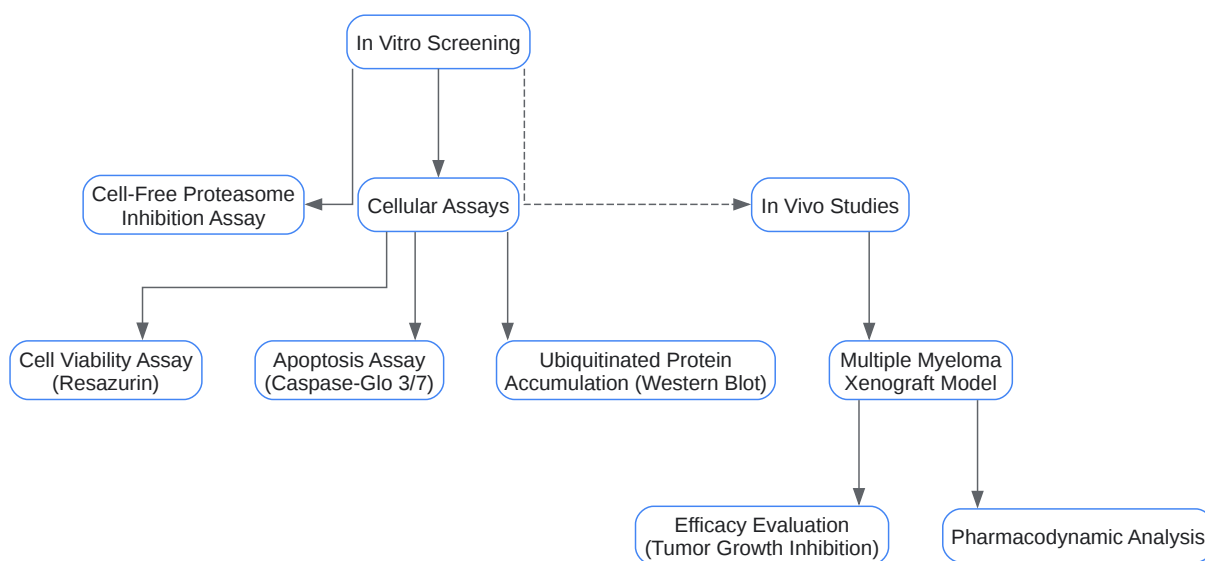 In Vitro Screening
Cell-Free Proteasome
Inhibition Assay
Cellular Assays
In Vivo Studies
Cell Viability Assay
(Resazurin)
Apoptosis Assay
(Caspase-Glo 3/7)
Ubiquitinated Protein
Accumulation (Western Blot)
Multiple Myeloma
Xenograft Model
Efficacy Evaluation
(Tumor Growth Inhibition)
Pharmacodynamic Analysis